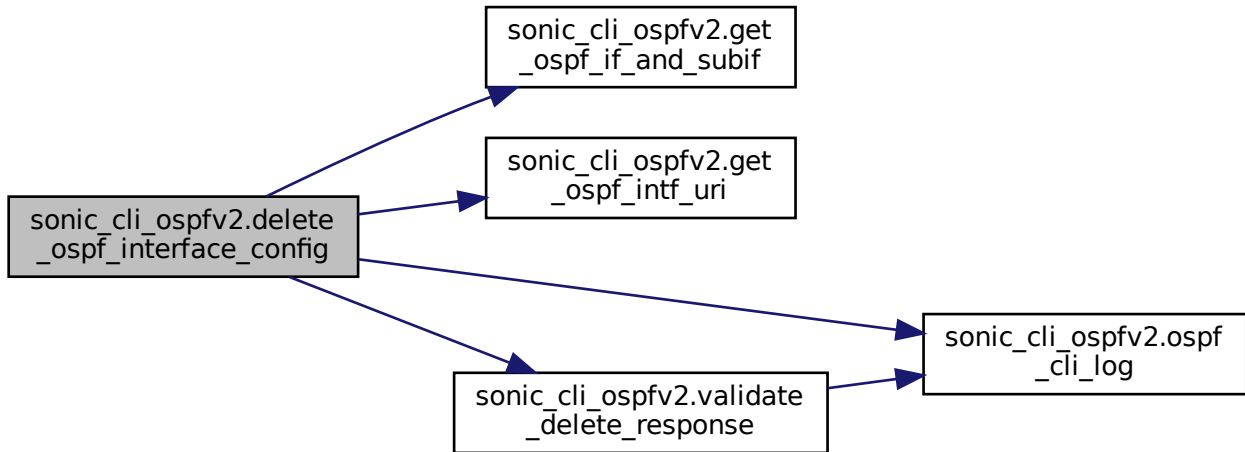 sonic_cli_ospfv2.get
_ospf_if_and_subif
sonic_cli_ospfv2.get
_ospf_intf_uri
sonic_cli_ospfv2.delete
_ospf_interface_config
sonic_cli_ospfv2.ospf
_cli_log
sonic_cli_ospfv2.validate
_delete_response